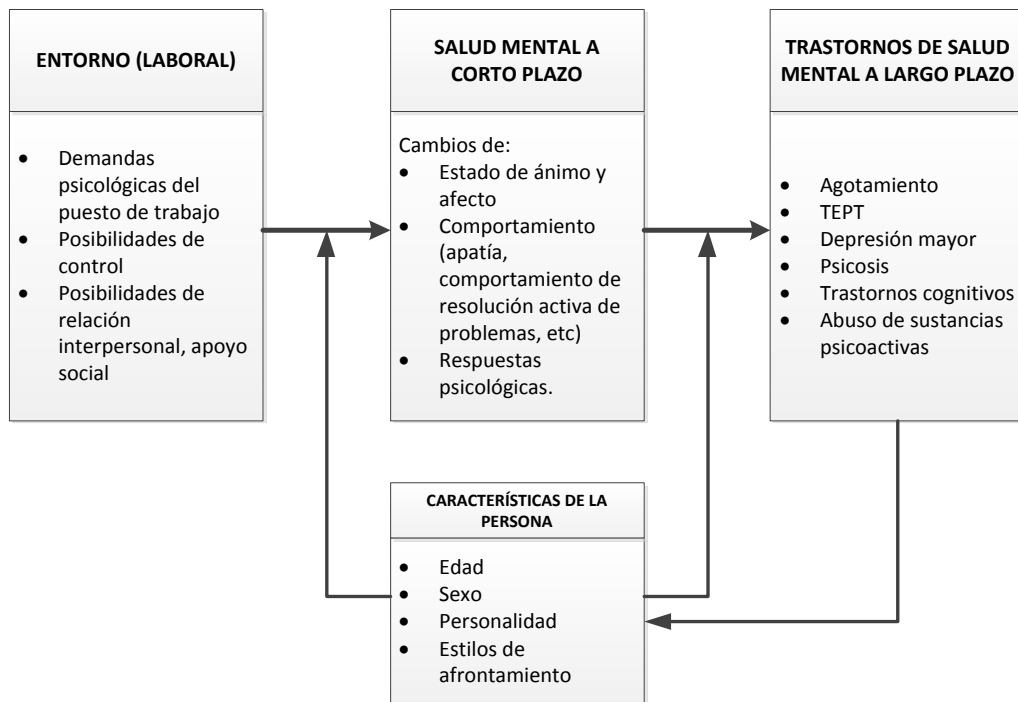 ENTORNO (LABORAL)
• Demandas
psicológicas del
puesto de trabajo
• Posibilidades de
control
• Posibilidades de
relación
interpersonal, apoyo
social
SALUD MENTAL A
CORTO PLAZO
Cambios de:
• Estado de ánimo y
afecto
• Comportamiento
(apatía,
comportamiento de
resolución activa de
problemas, etc)
• Respuestas
psicológicas.
TRASTORNOS DE SALUD
MENTAL A LARGO PLAZO
• Agotamiento
• TEPT
• Depresión mayor
• Psicosis
• Trastornos cognitivos
• Abuso de sustancias
psicoactivas
CARACTERÍSTICAS DE LA
PERSONA
• Edad
• Sexo
• Personalidad
• Estilos de
afrontamiento